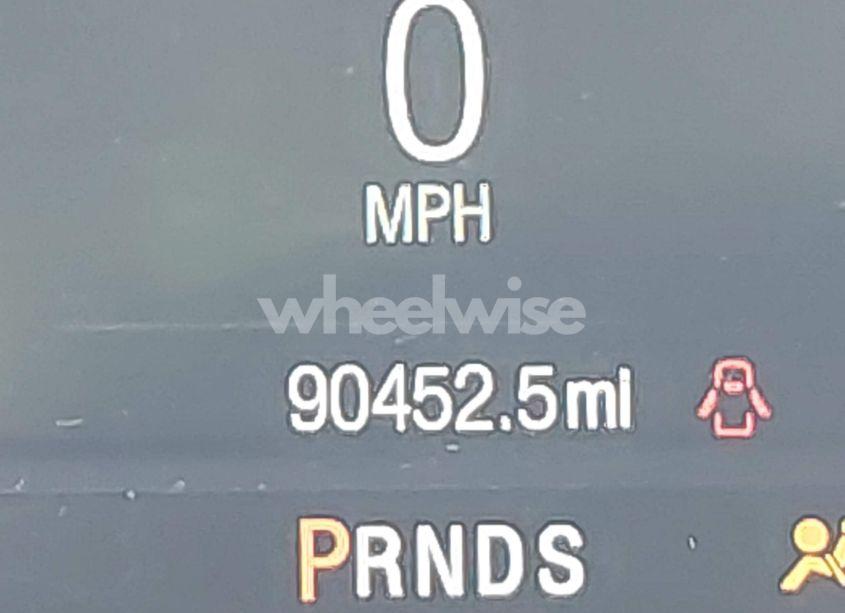 0
MPH
wheelwise
90452.5mi
PRNDS